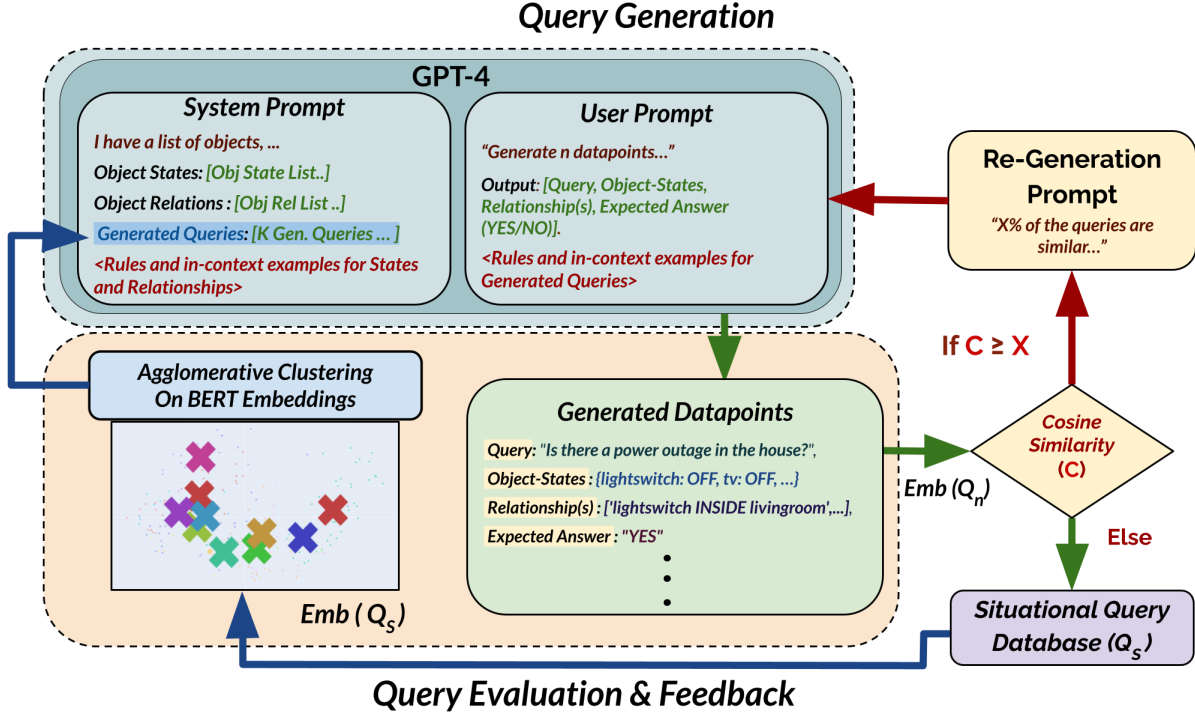 Query Generation
GPT-4
System Prompt
I have a list of objects, ...
Object States: [Obj State List..]
Object Relations : [Obj Rel List ..]
Generated Queries: [K Gen. Queries ... ]
<Rules and in-context examples for States
and Relationships>
User Prompt
“Generate n datapoints...”
Output: [Query, Object-States,
Relationship(s), Expected Answer
(YES/NO)].
<Rules and in-context examples for
Generated Queries>
Re-Generation
Prompt
“X% of the queries are
similar...”
If C ≥ X
Agglomerative Clustering
On BERT Embeddings
Emb ( Qs)
Generated Datapoints
Query: "Is there a power outage in the house?",
Object-States : {lightswitch: OFF, tv: OFF, ...}
Relationship(s) : ['lightswitch INSIDE livingroom',...],
Expected Answer : "YES"
Emb (Qn)
Cosine
Similarity
(C)
Else
Situational Query
Database (Qs)
Query Evaluation & Feedback